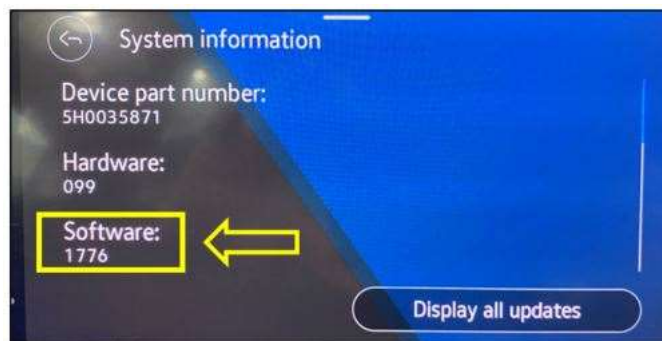 System information
Device part number:
5H0035871
Hardware:
099
Software:
1776
Display all updates